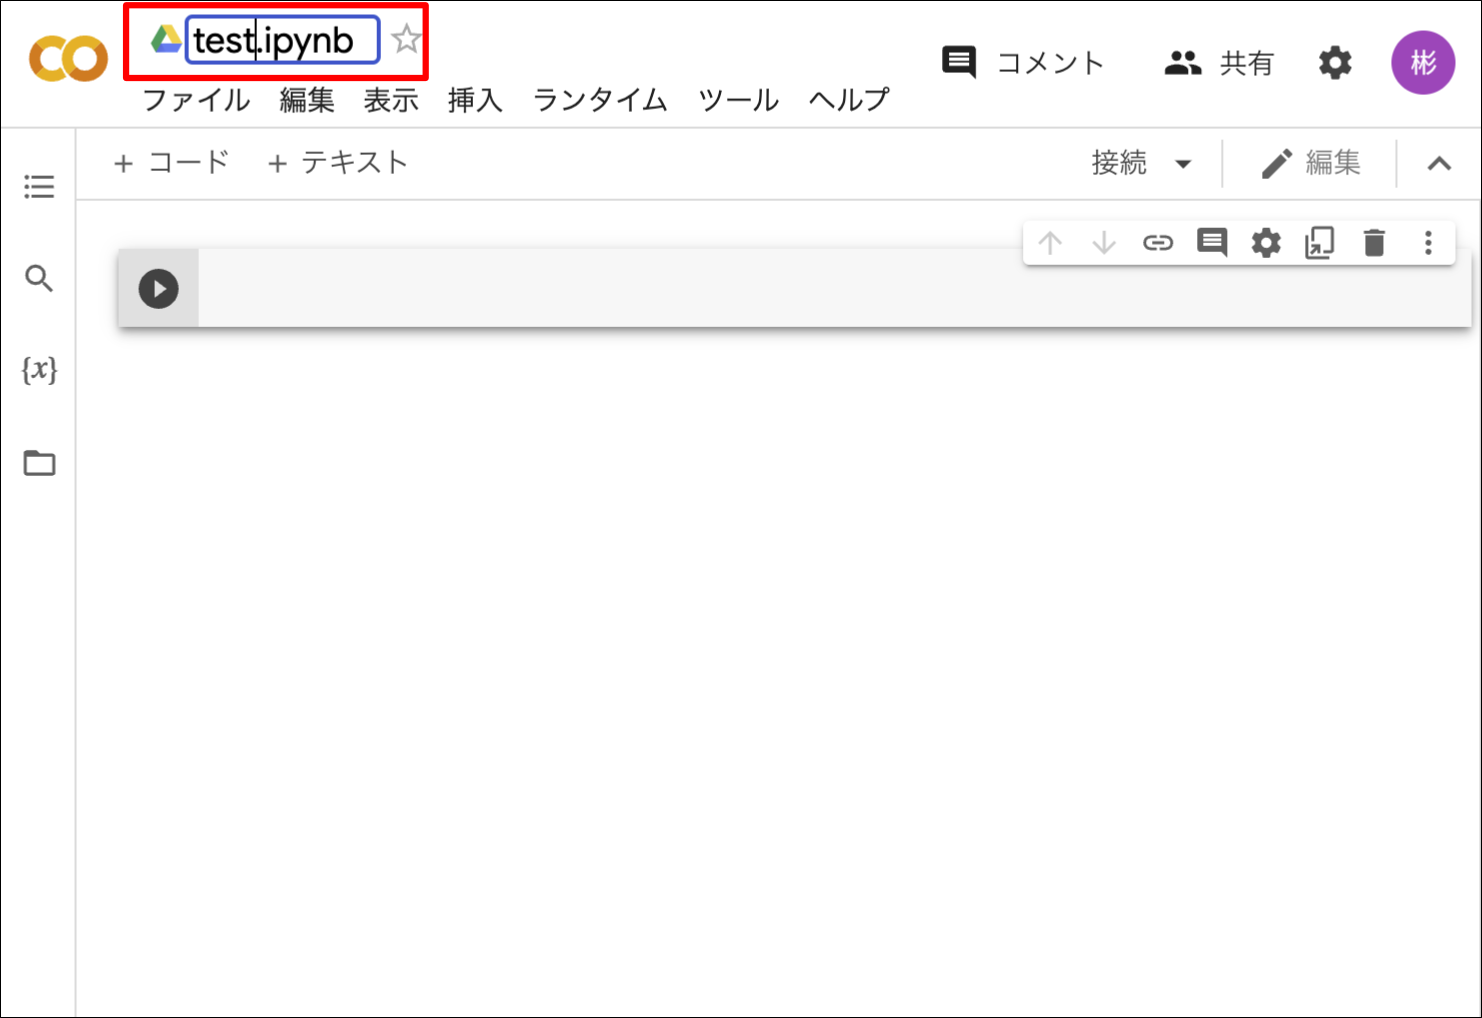 test.ipynb
コメント 共有 彬
ファイル 編集 表示 挿入 ランタイム ツール ヘルプ
+ コード + テキスト 接続 編集
{x}